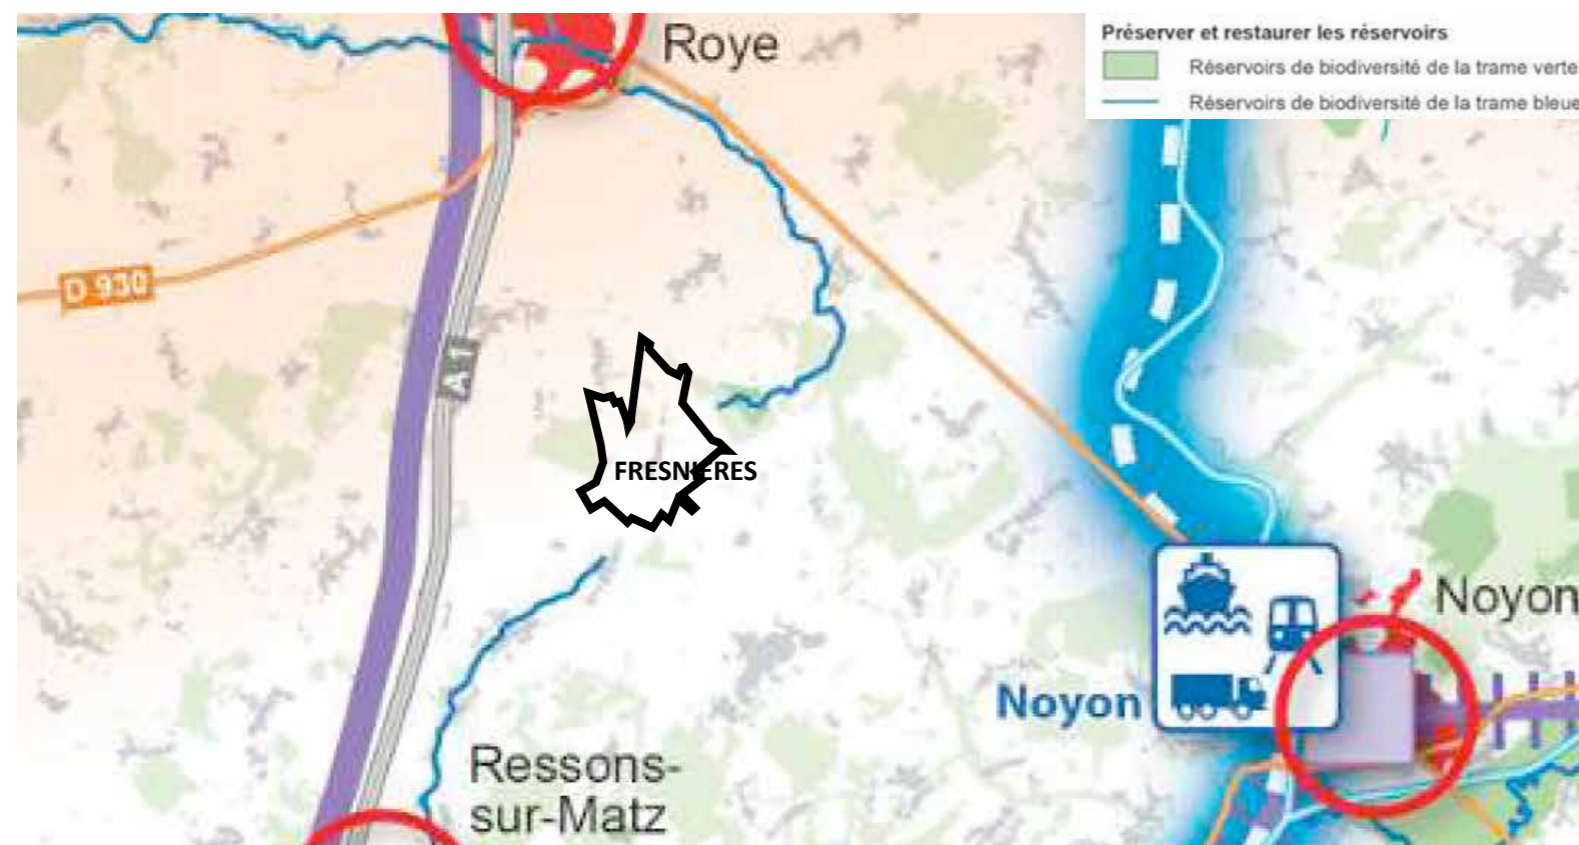 Roye
Préserver et restaurer les réservoirs
Réservoirs de biodiversité de la trame verte
Réservoirs de biodiversité de la trame bleue
D 930
A 1
FRESNIERES
Noyon
Noyon
Ressons-
sur-Matz